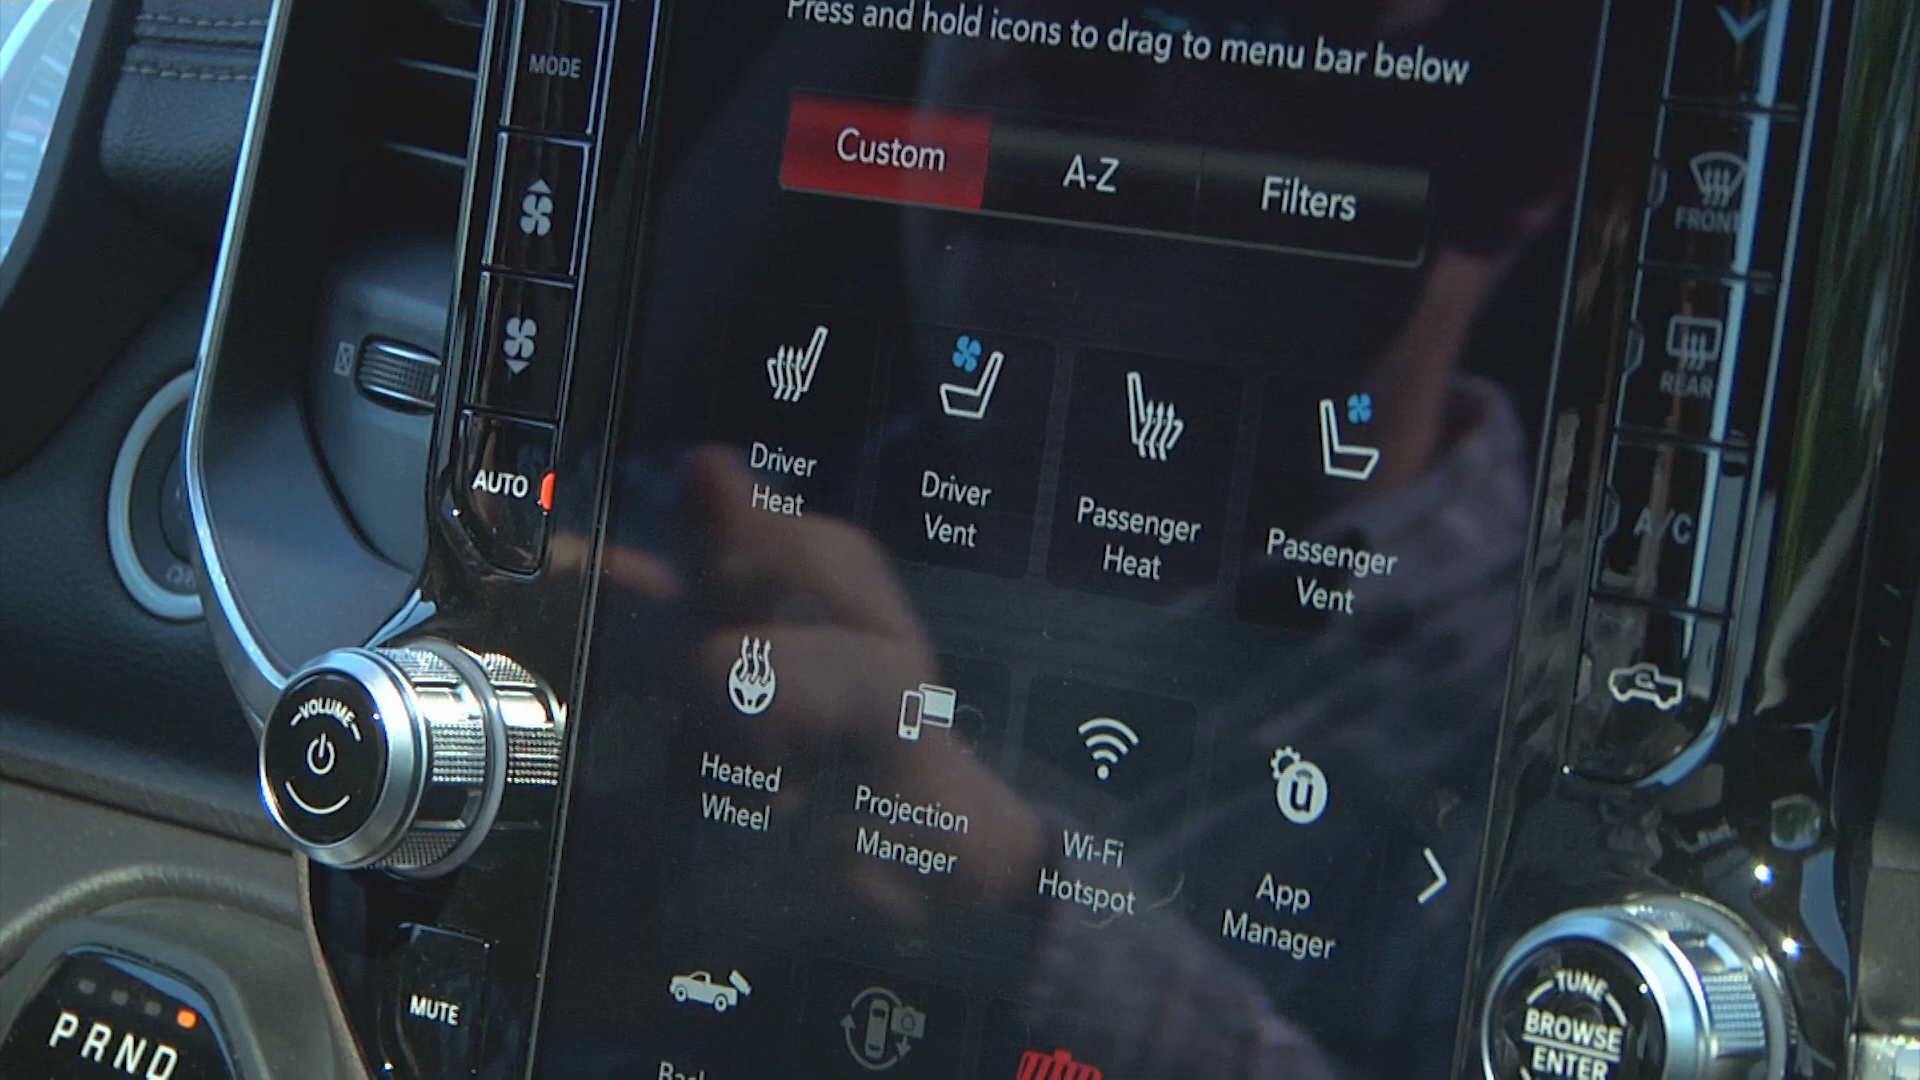 Press and hold icons to drag to menu bar below
MODE
Custom
A-Z
Filters
FRONT
REAR
Driver
Heat
Driver
Vent
Passenger
Heat
Passenger
Vent
AUTO
A/C
VOLUME
Heated
Wheel
Projection
Manager
Wi-Fi
Hotspot
App
Manager
MUTE
PRND
TUNE
BROWSE
ENTER